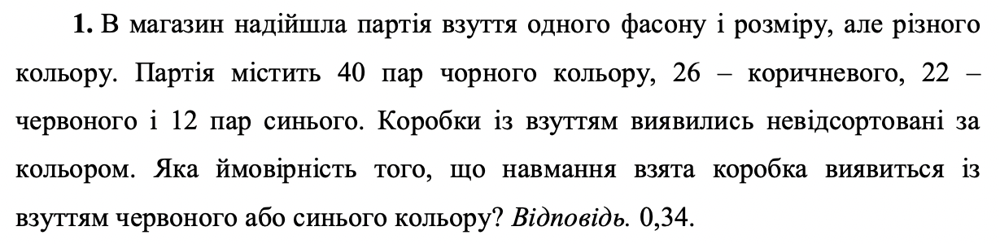 1. В магазин надійшла партія взуття одного фасону і розміру, але різного
кольору. Партія містить 40 пар чорного кольору, 26 – коричневого, 22 –
червоного і 12 пар синього. Коробки із взуттям виявились невідсортовані за
кольором. Яка ймовірність того, що навмання взята коробка виявиться із
взуттям червоного або синього кольору? Відповідь. 0,34.